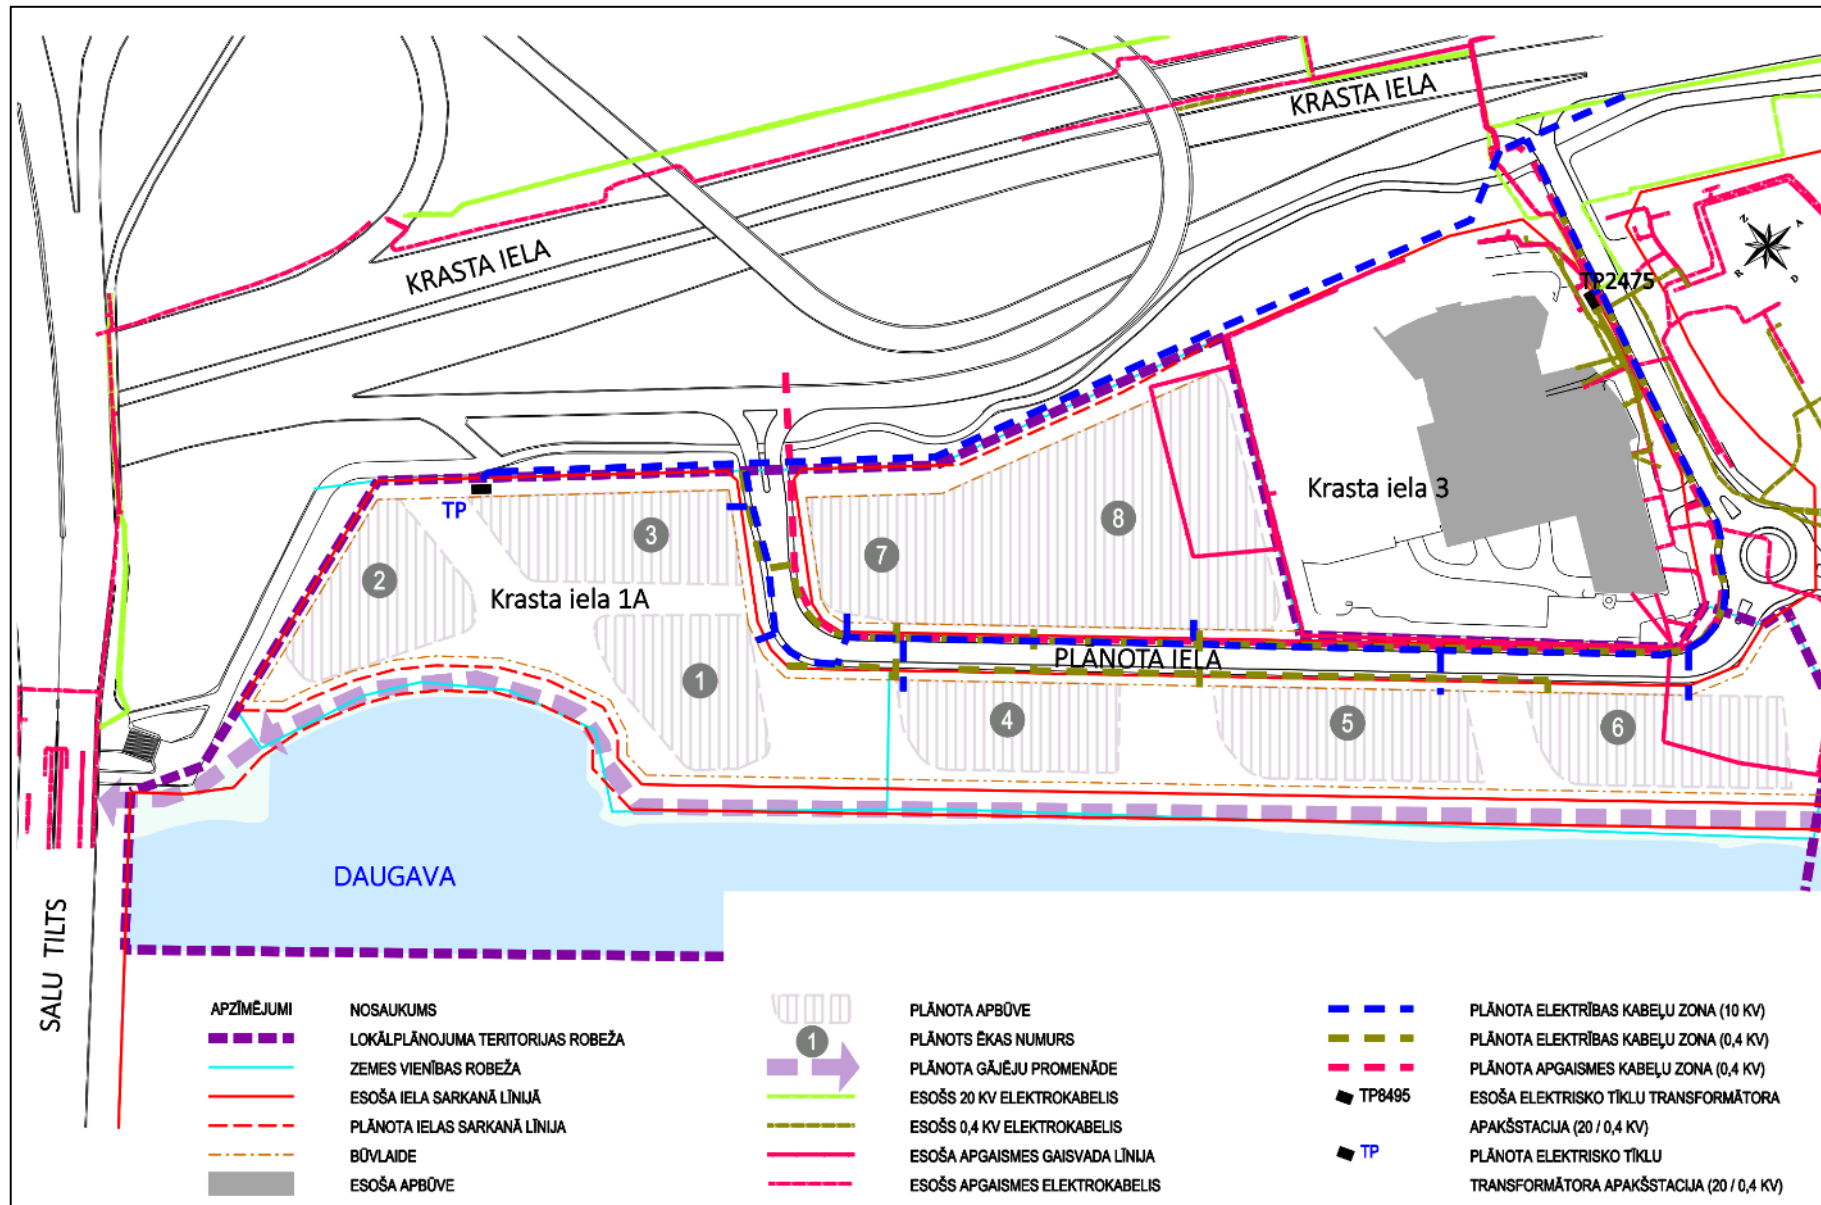 KRASTA IELA
KRASTA IELA
Z
A
R
D
TP2475
Krasta iela 3
TP
3
8
7
2
Krasta iela 1A
PLĀNOTA IELA
1
4
5
6
DAUGAVA
SALU TILTS
APZĪMĒJUMI NOSAUKUMS
LOKĀLPLĀNOJUMA TERITORIJAS ROBEŽA
ZEMES VIENĪBAS ROBEŽA
ESOŠA IELA SARKANĀ LĪNIJĀ
PLĀNOTA IELAS SARKANĀ LĪNIJA
BŪVLAIDE
ESOŠA APBŪVE
PLĀNOTA APBŪVE
1 PLĀNOTS ĒKAS NUMURS
PLĀNOTA GĀJĒJU PROMENĀDE
ESOŠS 20 KV ELEKTROKABELIS
ESOŠS 0,4 KV ELEKTROKABELIS
ESOŠA APGAISMES GAISVADA LĪNIJA
ESOŠS APGAISMES ELEKTROKABELIS
PLĀNOTA ELEKTRĪBAS KABEĻU ZONA (10 KV)
PLĀNOTA ELEKTRĪBAS KABEĻU ZONA (0,4 KV)
PLĀNOTA APGAISMES KABEĻU ZONA (0,4 KV)
TP8495 ESOŠA ELEKTRISKO TĪKLU TRANSFORMĀTORA
APAKŠSTACIJA (20 / 0,4 KV)
TP PLĀNOTA ELEKTRISKO TĪKLU
TRANSFORMĀTORA APAKŠSTACIJA (20 / 0,4 KV)